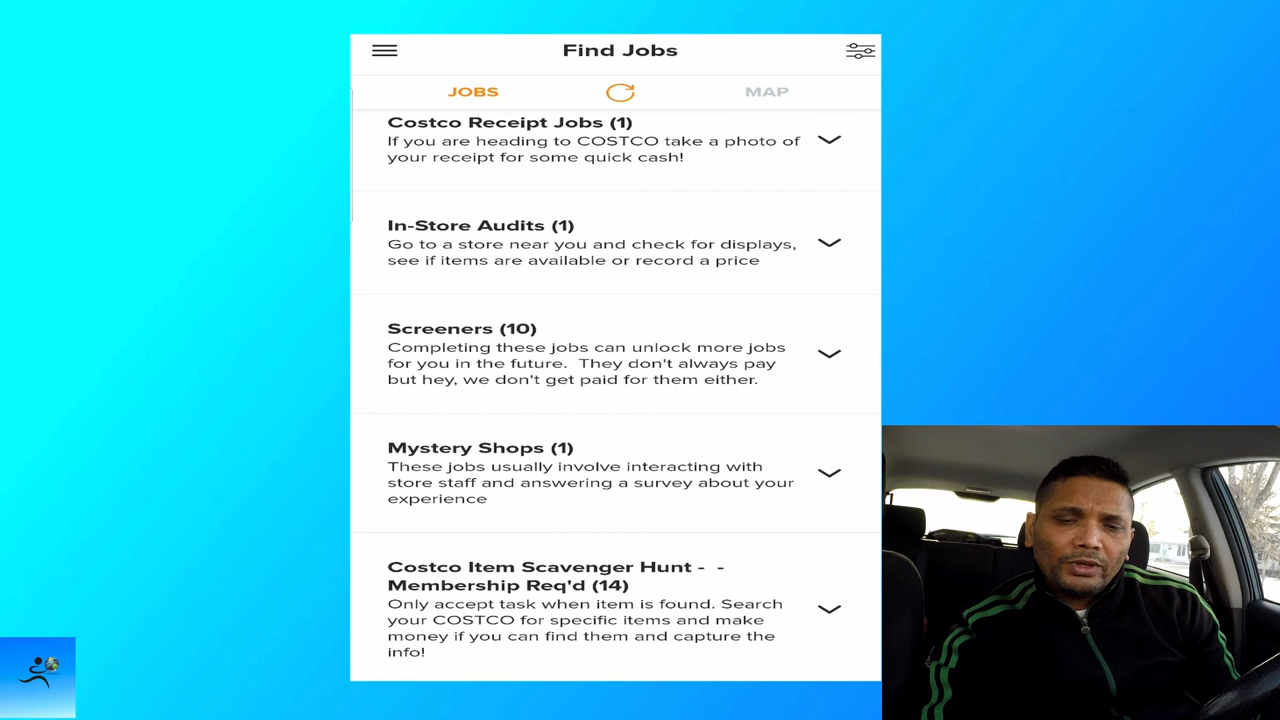 Find Jobs
JOBS
MAP
Costco Receipt Jobs (1)
If you are heading to COSTCO take a photo of
your receipt for some quick cash!
In-Store Audits (1)
Go to a store near you and check for displays,
see if items are available or record a price
Screeners (10)
Completing these jobs can unlock more jobs
for you in the future.  They don't always pay
but hey, we don't get paid for them either.
Mystery Shops (1)
These jobs usually involve interacting with
store staff and answering a survey about your
experience
Costco Item Scavenger Hunt -  -
Membership Req'd (14)
Only accept task when item is found. Search
your COSTCO for specific items and make
money if you can find them and capture the
info!